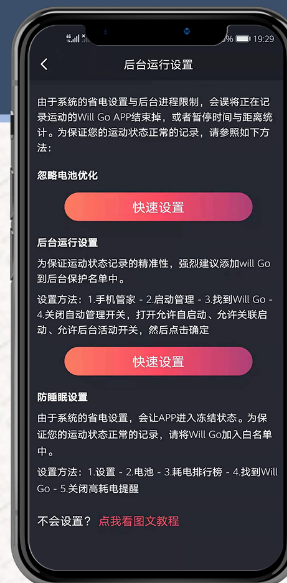 19:29
后台运行设置
由于系统的省电设置与后台进程限制，会误将正在记
录运动的Will Go APP结束掉，或者暂停时间与距离统
计。为保证您的运动状态正常的记录，请参照如下方
法：
忽略电池优化
快速设置
后台运行设置
为保证运动状态记录的精准性，强烈建议添加will Go
到后台保护名单中。
设置方法：1.手机管家 - 2.启动管理 - 3.找到Will Go -
4.关闭自动管理开关，打开允许自启动、允许关联启
动、允许后台活动开关，然后点击确定
快速设置
防睡眠设置
由于系统的省电设置，会让APP进入冻结状态。为保
证您的运动状态正常的记录，请将Will Go加入白名单
中。
设置方法：1.设置 - 2.电池 - 3.耗电排行榜 - 4.找到Will
Go - 5.关闭高耗电提醒
不会设置？ 点我看图文教程